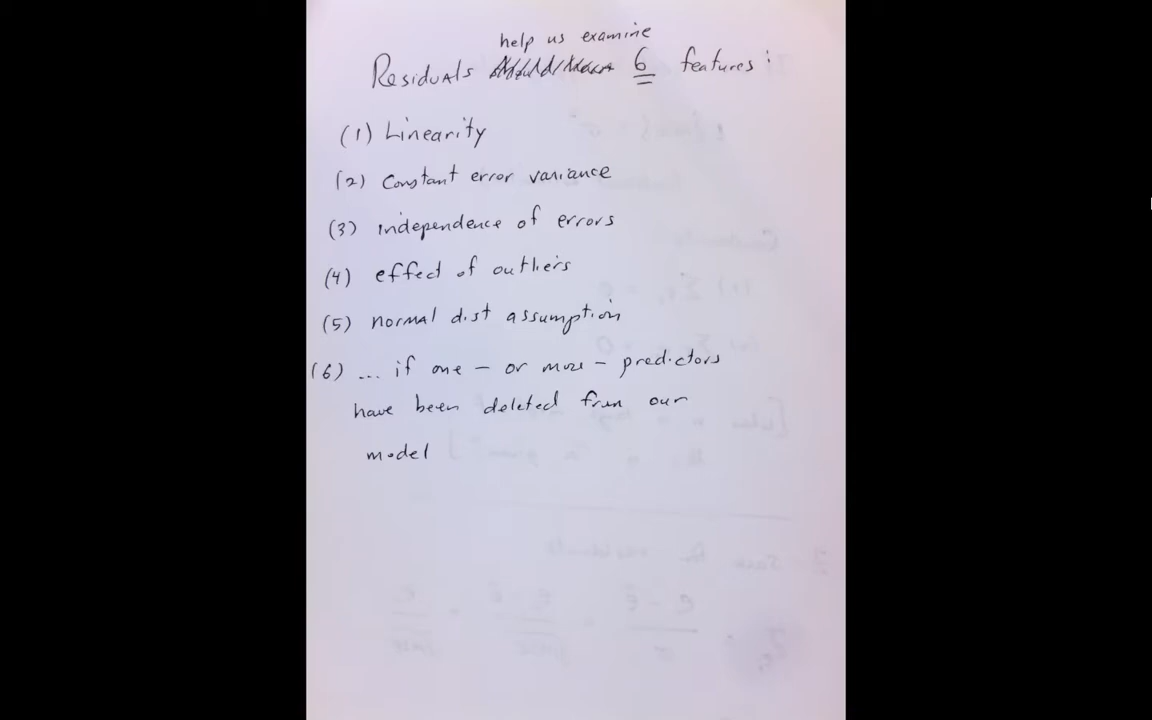 help us examine
Residuals 6 features:
(1) Linearity
(2) Constant error variance
(3) independence of errors
(4) effect of outliers
(5) normal dist assumption
(6) ... if one - or more - predictors
have been deleted from our
model